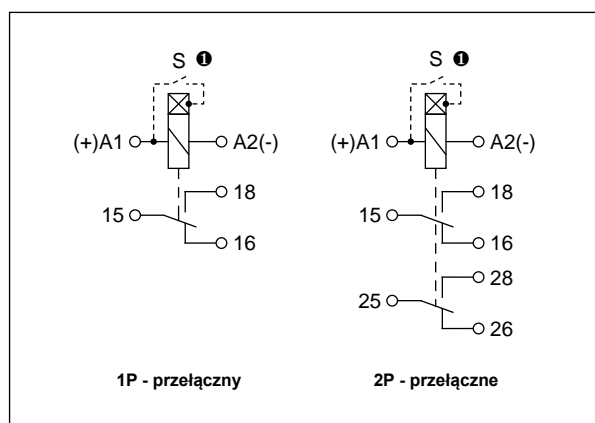 S ❶
(+)A1 A2(-)
18
15
16
1P - przełączny
S ❶
(+)A1 A2(-)
18
15
16
28
25
26
2P - przełączne